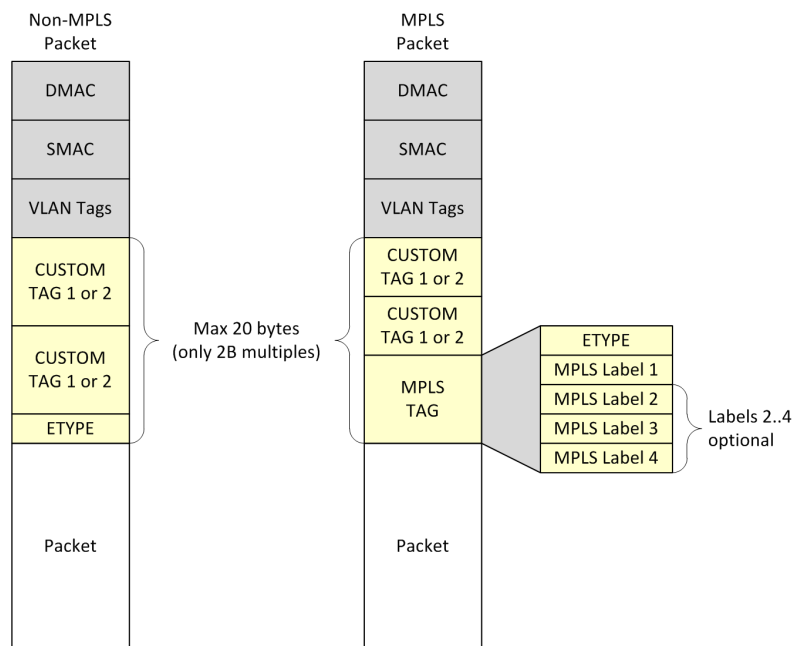 Non-MPLS
Packet
DMAC
SMAC
VLAN Tags
CUSTOM
TAG 1 or 2
CUSTOM
TAG 1 or 2
ETYPE
Packet
Max 20 bytes
(only 2B multiples)
MPLS
Packet
DMAC
SMAC
VLAN Tags
CUSTOM
TAG 1 or 2
CUSTOM
TAG 1 or 2
MPLS
TAG
Packet
ETYPE
MPLS Label 1
MPLS Label 2
MPLS Label 3
MPLS Label 4
Labels 2..4
optional